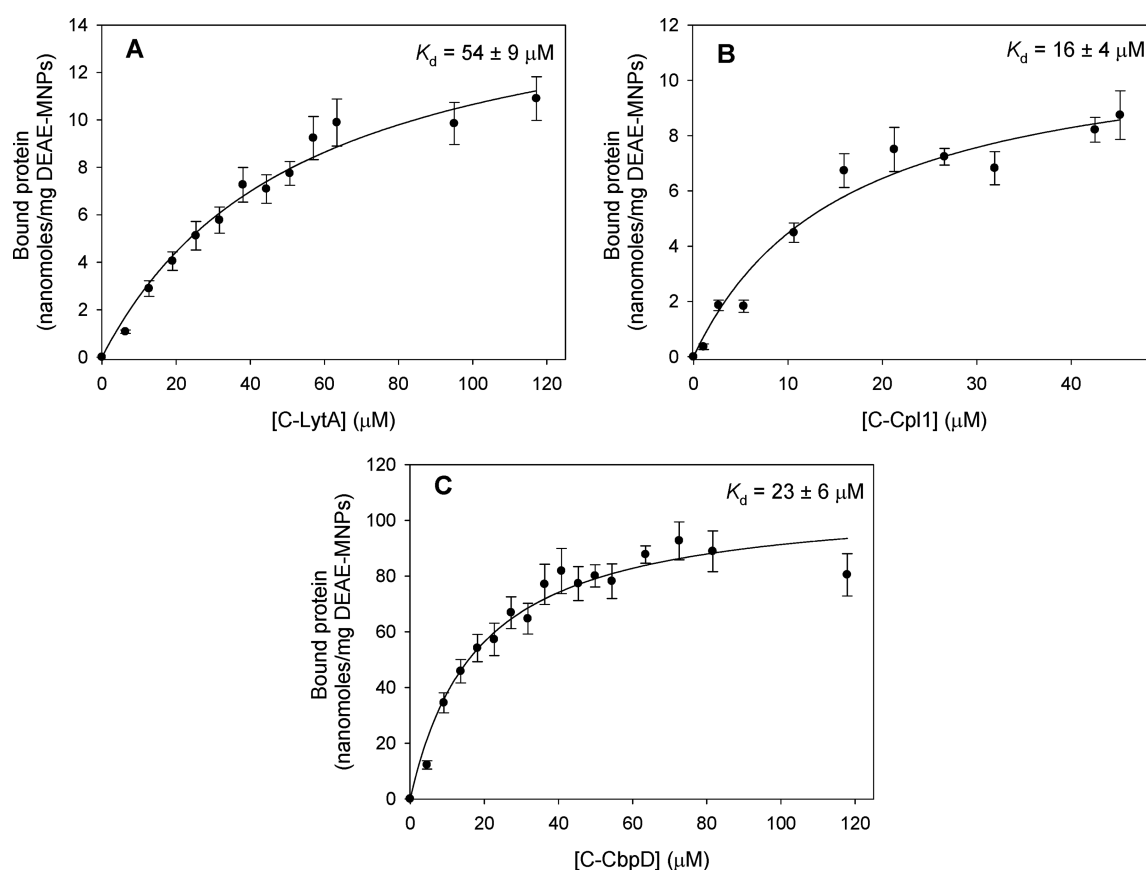 A
K_d = 54 ± 9 μM
14
12
10
8
6
4
2
0
Bound protein
(nanomoles/mg DEAE-MNPs)
0 20 40 60 80 100 120
[C-LytA] (μM)
B
K_d = 16 ± 4 μM
12
10
8
6
4
2
0
Bound protein
(nanomoles/mg DEAE-MNPs)
0 10 20 30 40
[C-Cpl1] (μM)
C
K_d = 23 ± 6 μM
120
100
80
60
40
20
0
Bound protein
(nanomoles/mg DEAE-MNPs)
0 20 40 60 80 100 120
[C-CbpD] (μM)